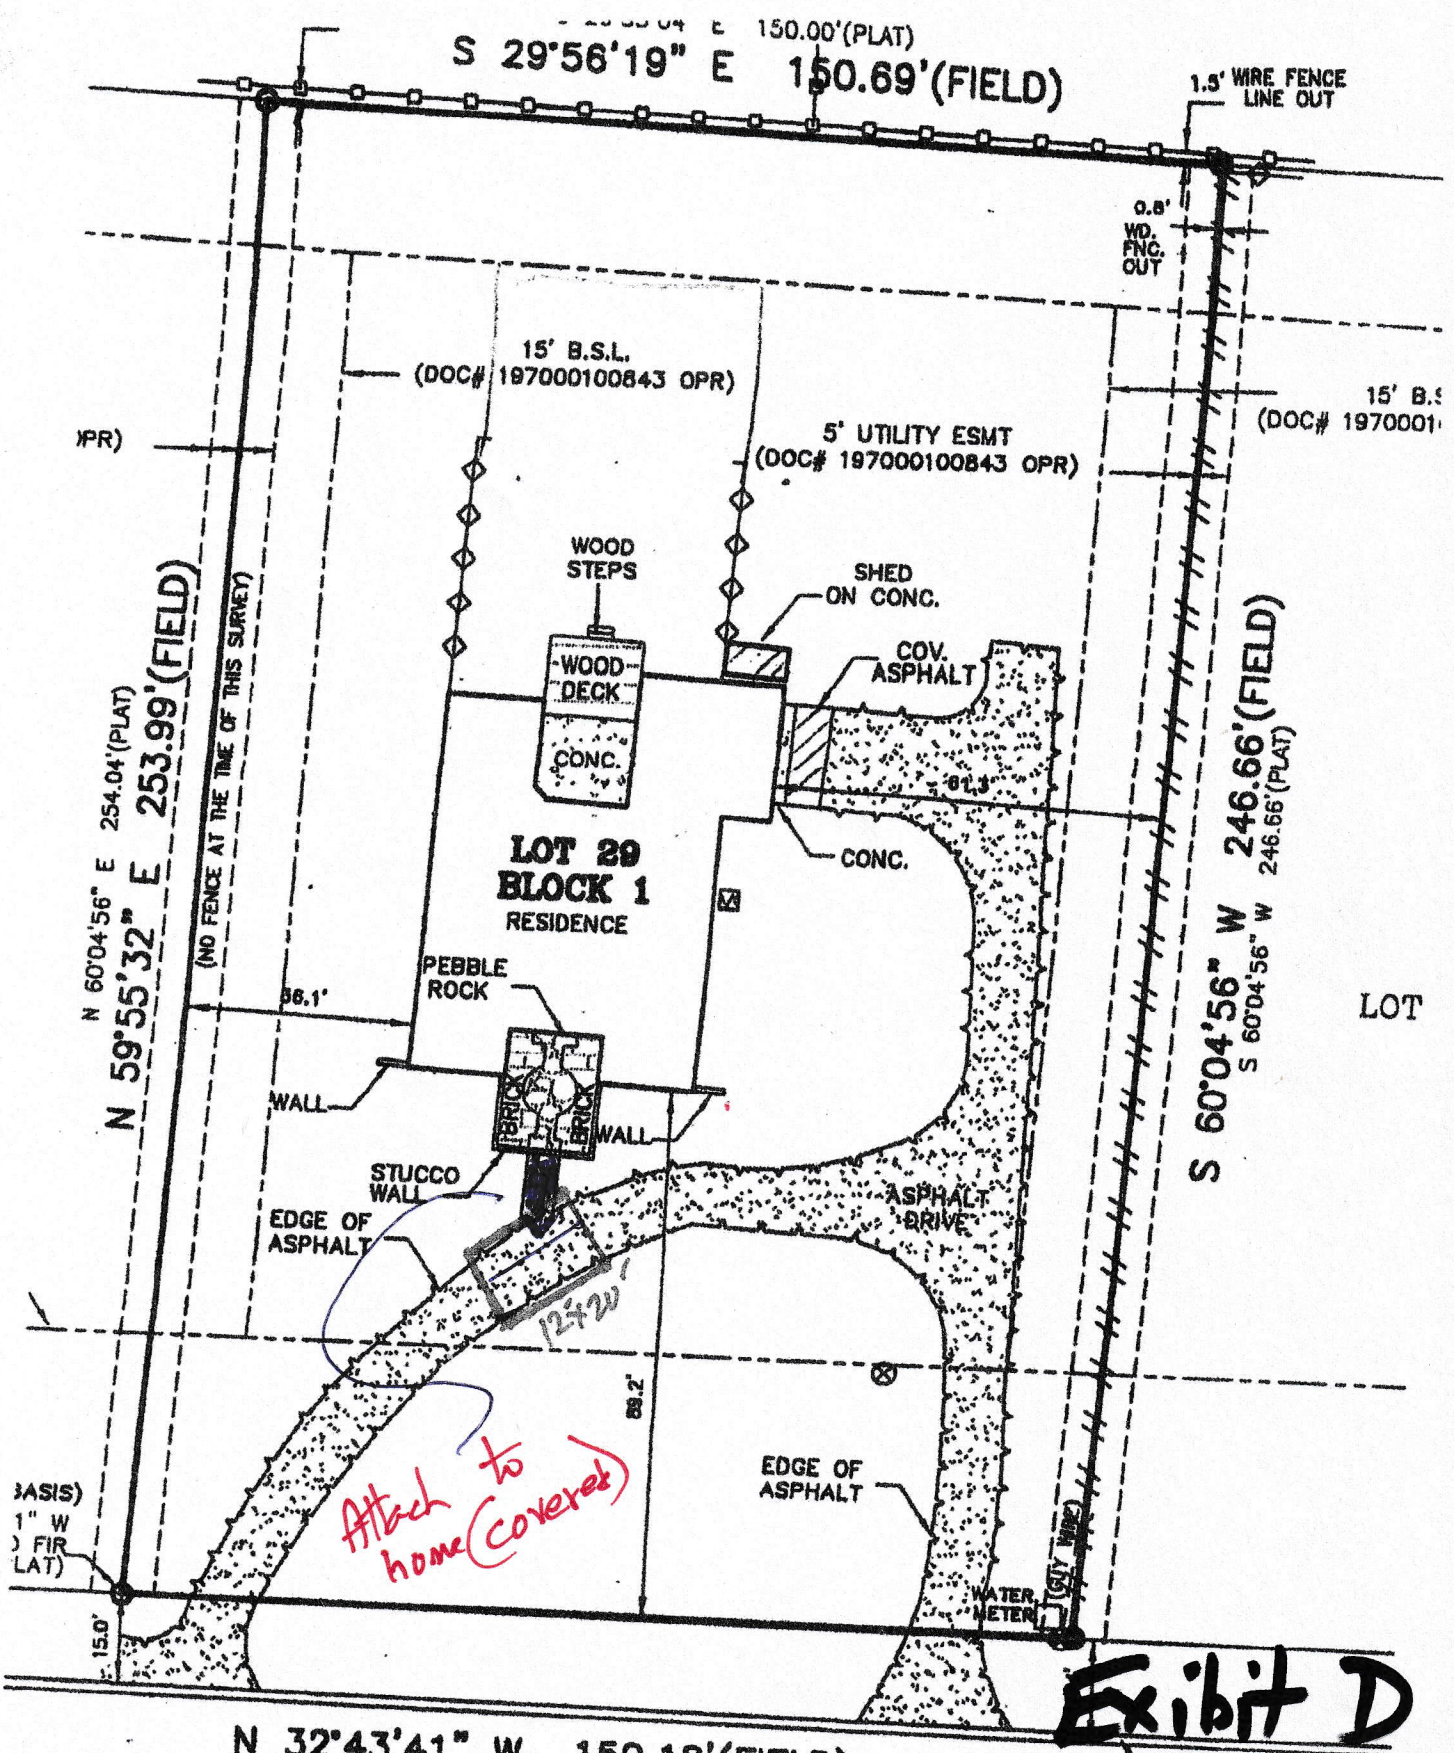 150.00'(PLAT)
S 29°56'19" E 150.69'(FIELD)
1.5' WIRE FENCE
LINE OUT
0.8'
WD.
FNC.
OUT
15' B.S.L.
(DOC# 197000100843 OPR)
15' B.S
(DOC# 1970001
)PR)
5' UTILITY ESMT
(DOC# 197000100843 OPR)
WOOD
STEPS
SHED
ON CONC.
COV.
ASPHALT
WOOD
DECK
CONC.
61.3'
CONC.
LOT 29
BLOCK 1
RESIDENCE
N 60°04'56" E 254.04'(PLAT)
N 59°55'32" E 253.99'(FIELD)
(NO FENCE AT THE TIME OF THIS SURVEY)
S 60°04'56" W 246.66'(FIELD)
S 60°04'56" W 246.66'(PLAT)
LOT
PEBBLE
ROCK
36.1'
WALL
BRICK
BRICK
WALL
STUCCO
WALL
EDGE OF
ASPHALT
ASPHALT
DRIVE
12x20'
89.2'
Attach to
home (covered)
EDGE OF
ASPHALT
BASIS)
1" W
FIR
LAT)
(GUY WIRE)
WATER
METER
15.0'
Exibit D
N 32°43'41" W 150.18'(FIELD)